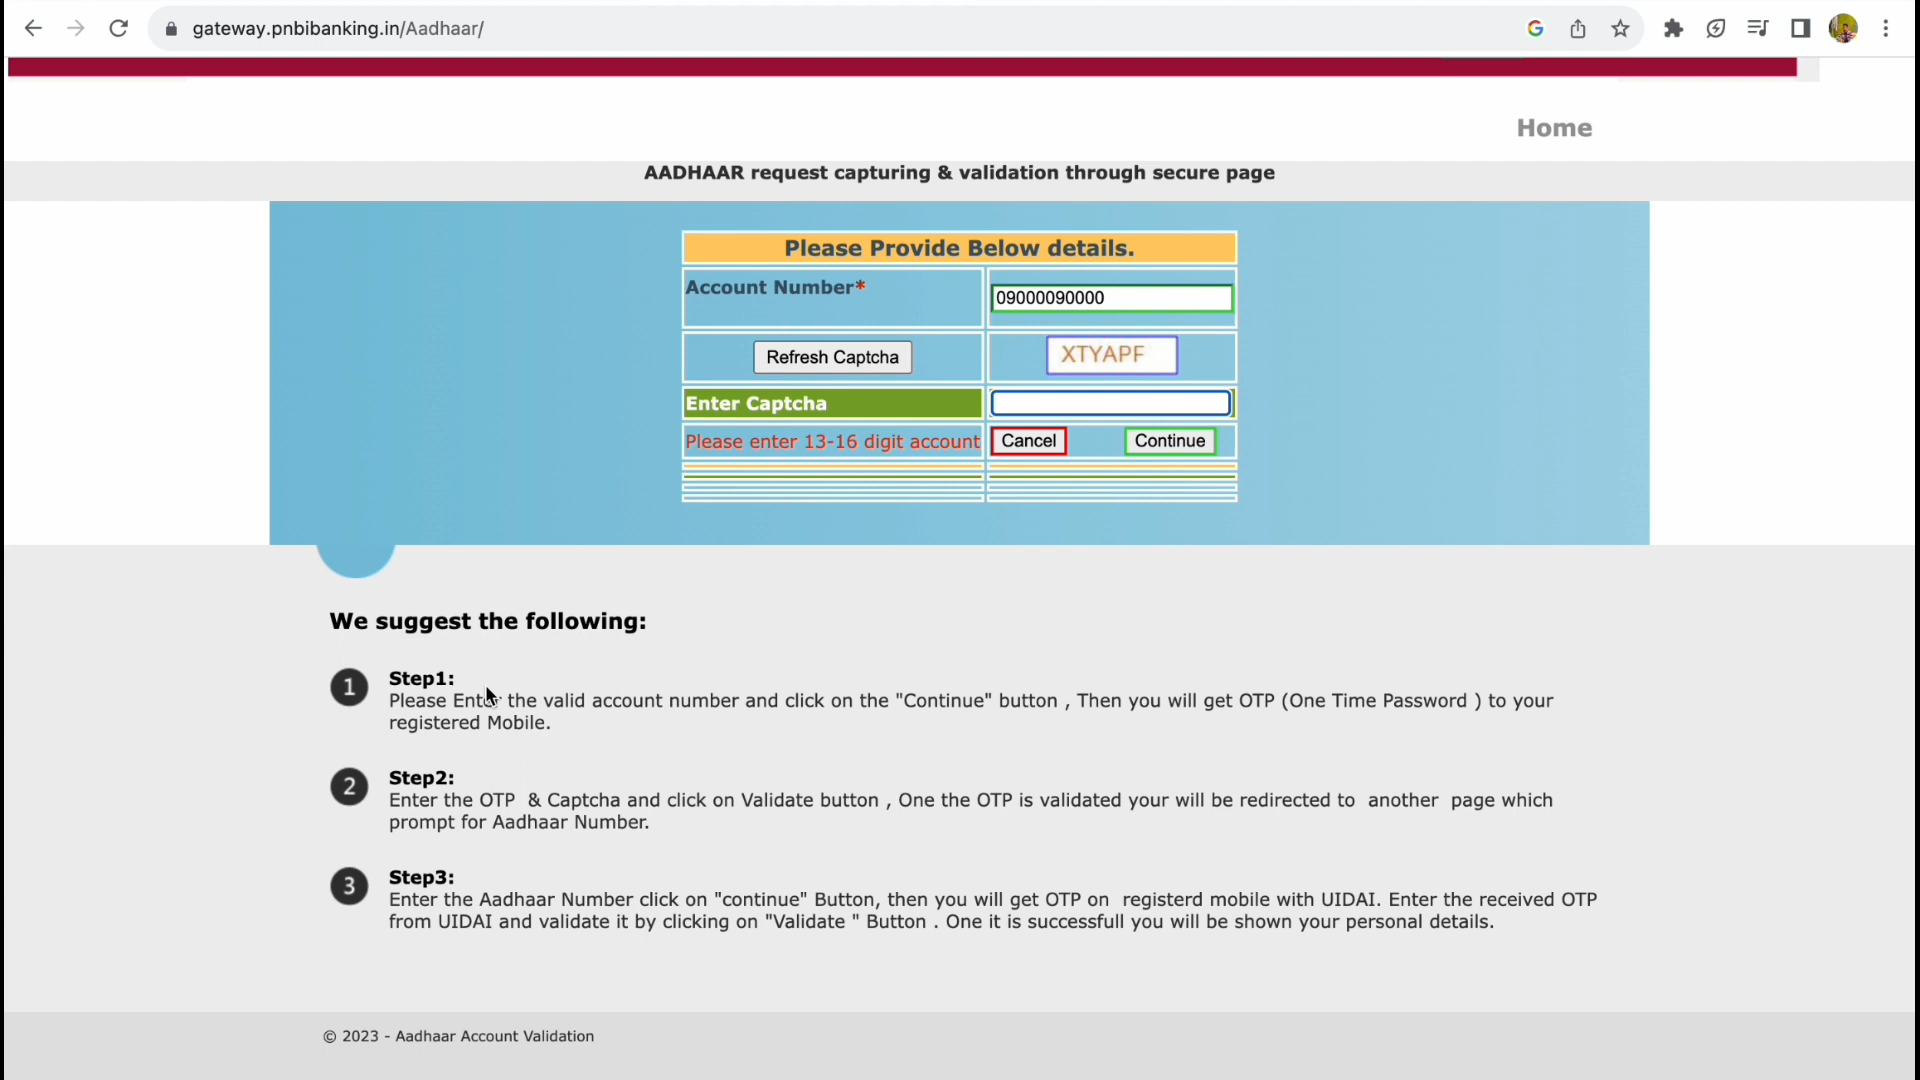 gateway.pnbibanking.in/Aadhaar/
Home
AADHAAR request capturing & validation through secure page
Please Provide Below details.
Account Number*
09000090000
Refresh Captcha
XTYAPF
Enter Captcha
Please enter 13-16 digit account
Cancel
Continue
We suggest the following:
1
Step1:
Please Enter the valid account number and click on the "Continue" button , Then you will get OTP (One Time Password ) to your
registered Mobile.
2
Step2:
Enter the OTP & Captcha and click on Validate button , One the OTP is validated your will be redirected to another page which
prompt for Aadhaar Number.
3
Step3:
Enter the Aadhaar Number click on "continue" Button, then you will get OTP on registerd mobile with UIDAI. Enter the received OTP
from UIDAI and validate it by clicking on "Validate " Button . One it is successfull you will be shown your personal details.
© 2023 - Aadhaar Account Validation